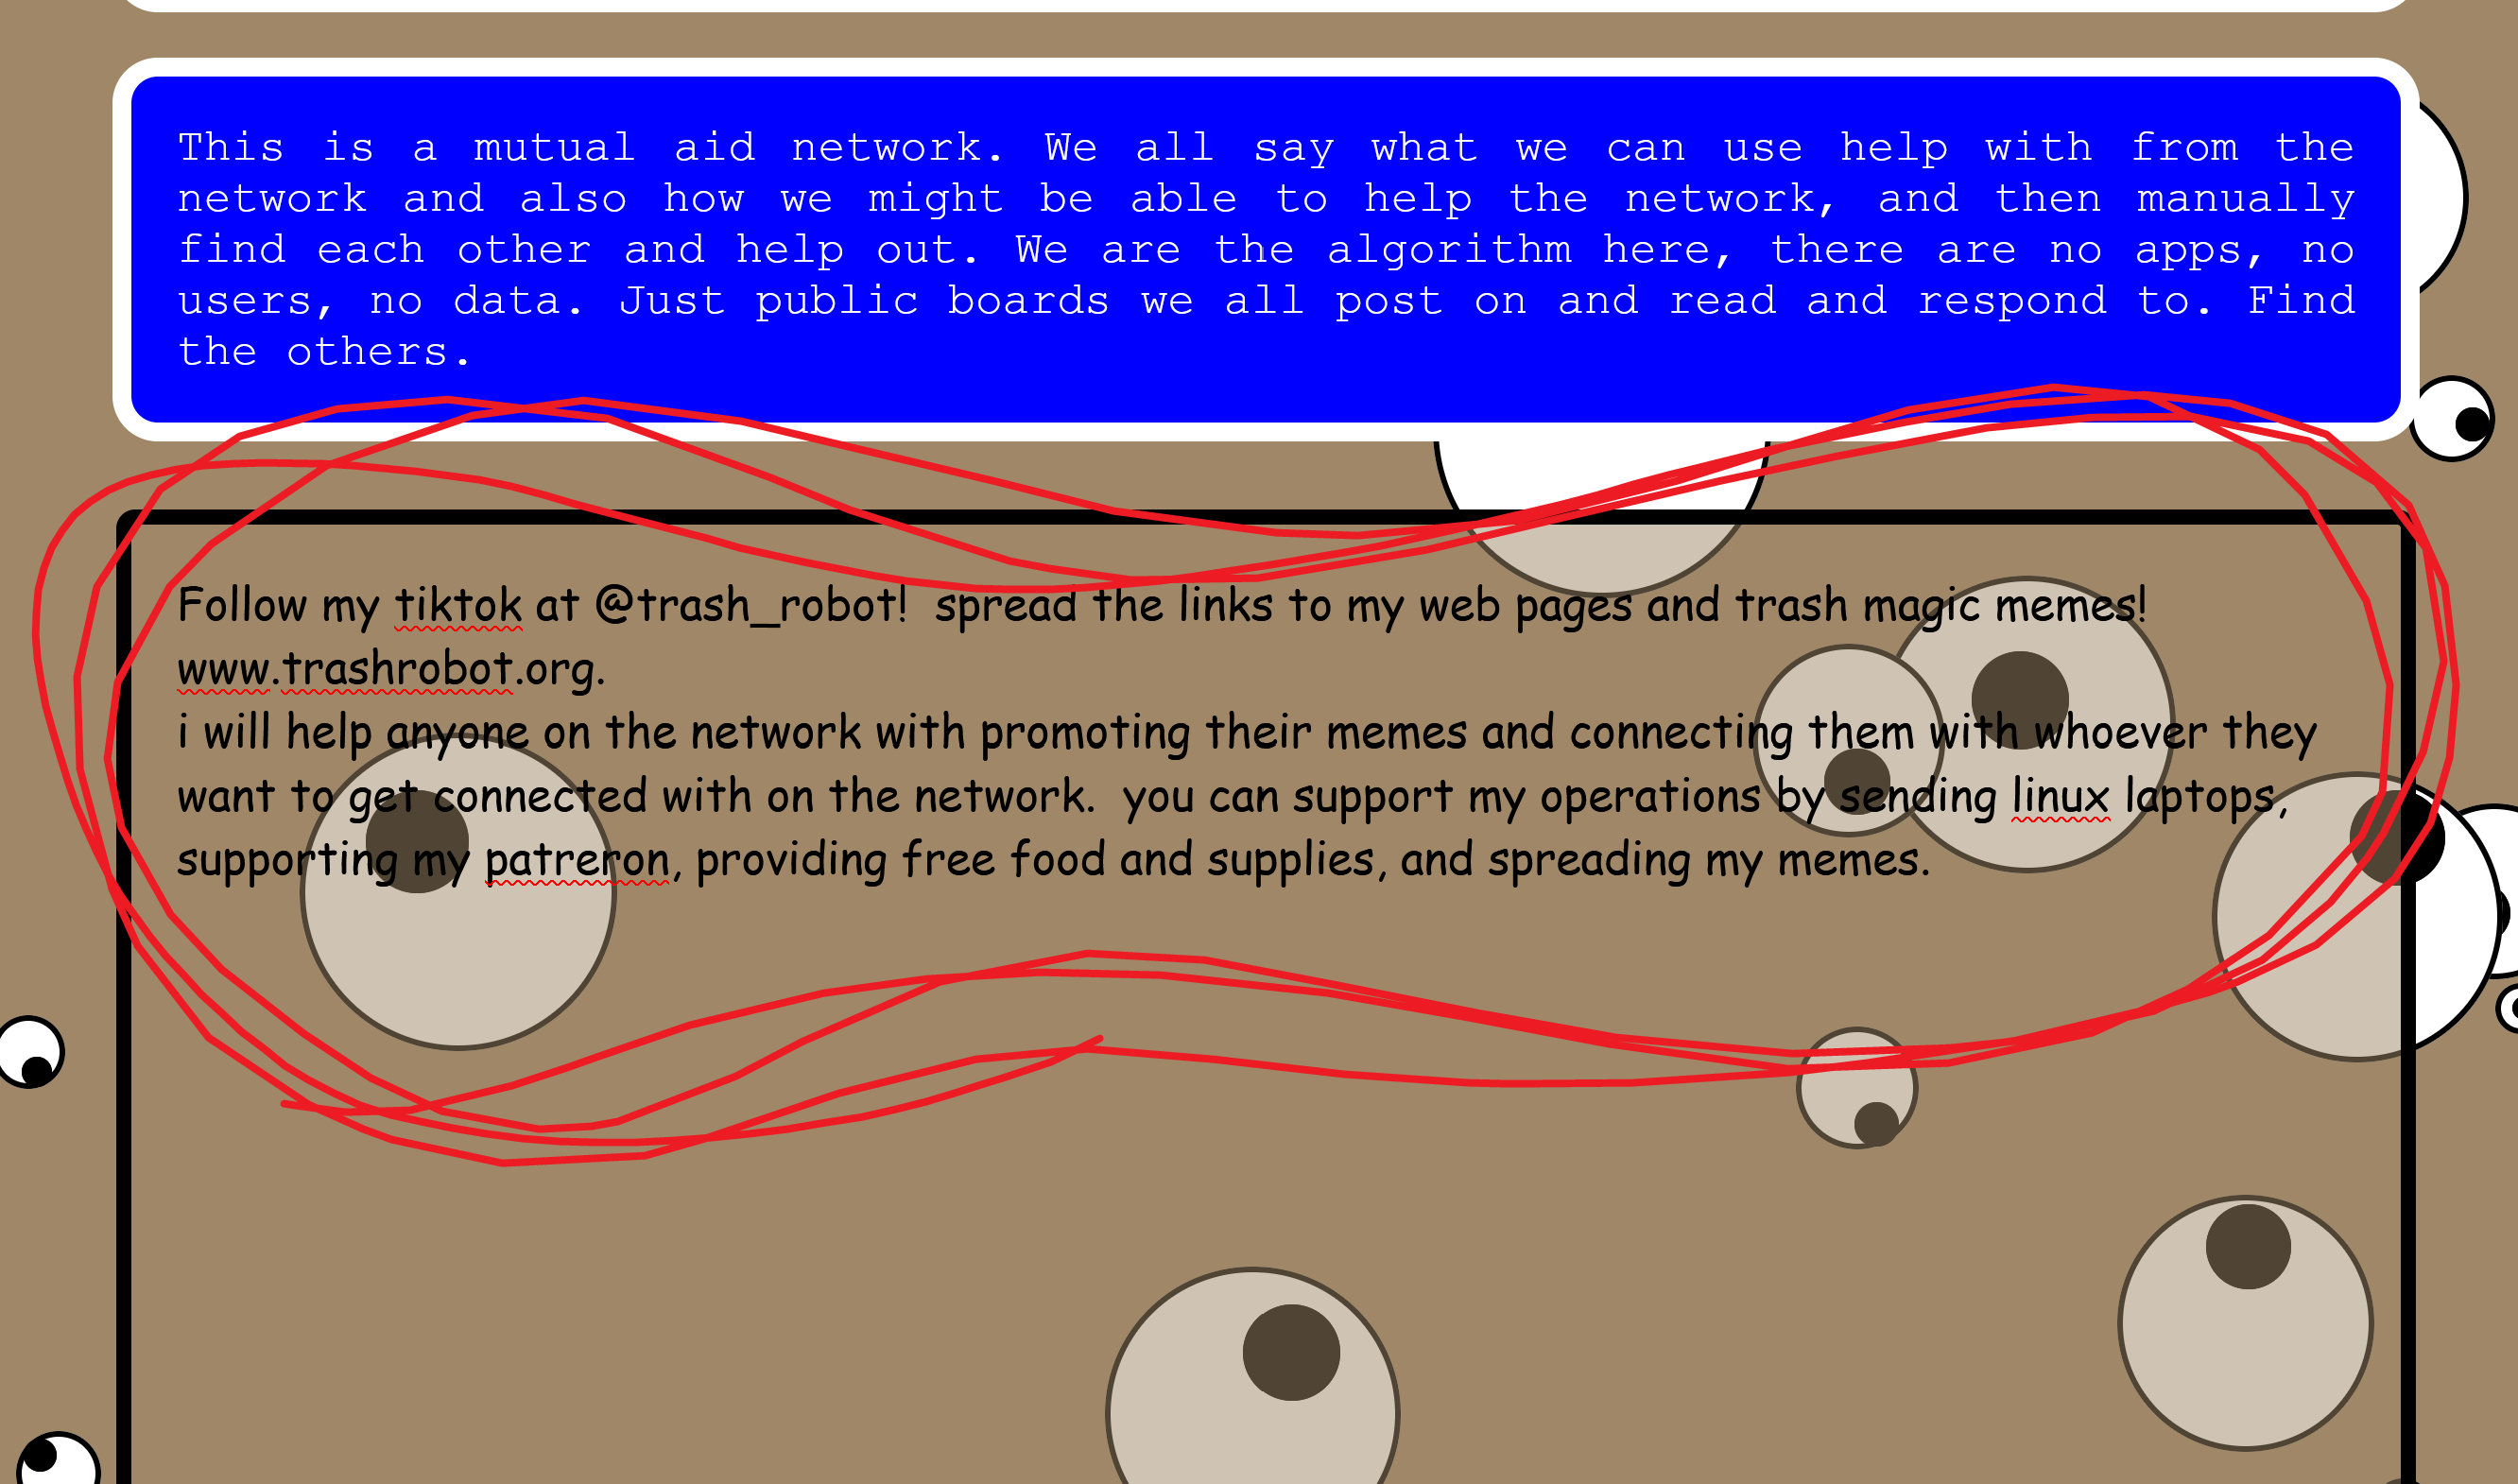 This is a mutual aid network. We all say what we can use help with from the
network and also how we might be able to help the network, and then manually
find each other and help out. We are the algorithm here, there are no apps, no
users, no data. Just public boards we all post on and read and respond to. Find
the others.
Follow my tiktok at @trash_robot!  spread the links to my web pages and trash magic memes!
www.trashrobot.org.
i will help anyone on the network with promoting their memes and connecting them with whoever they
want to get connected with on the network.  you can support my operations by sending linux laptops,
supporting my patreron, providing free food and supplies, and spreading my memes.